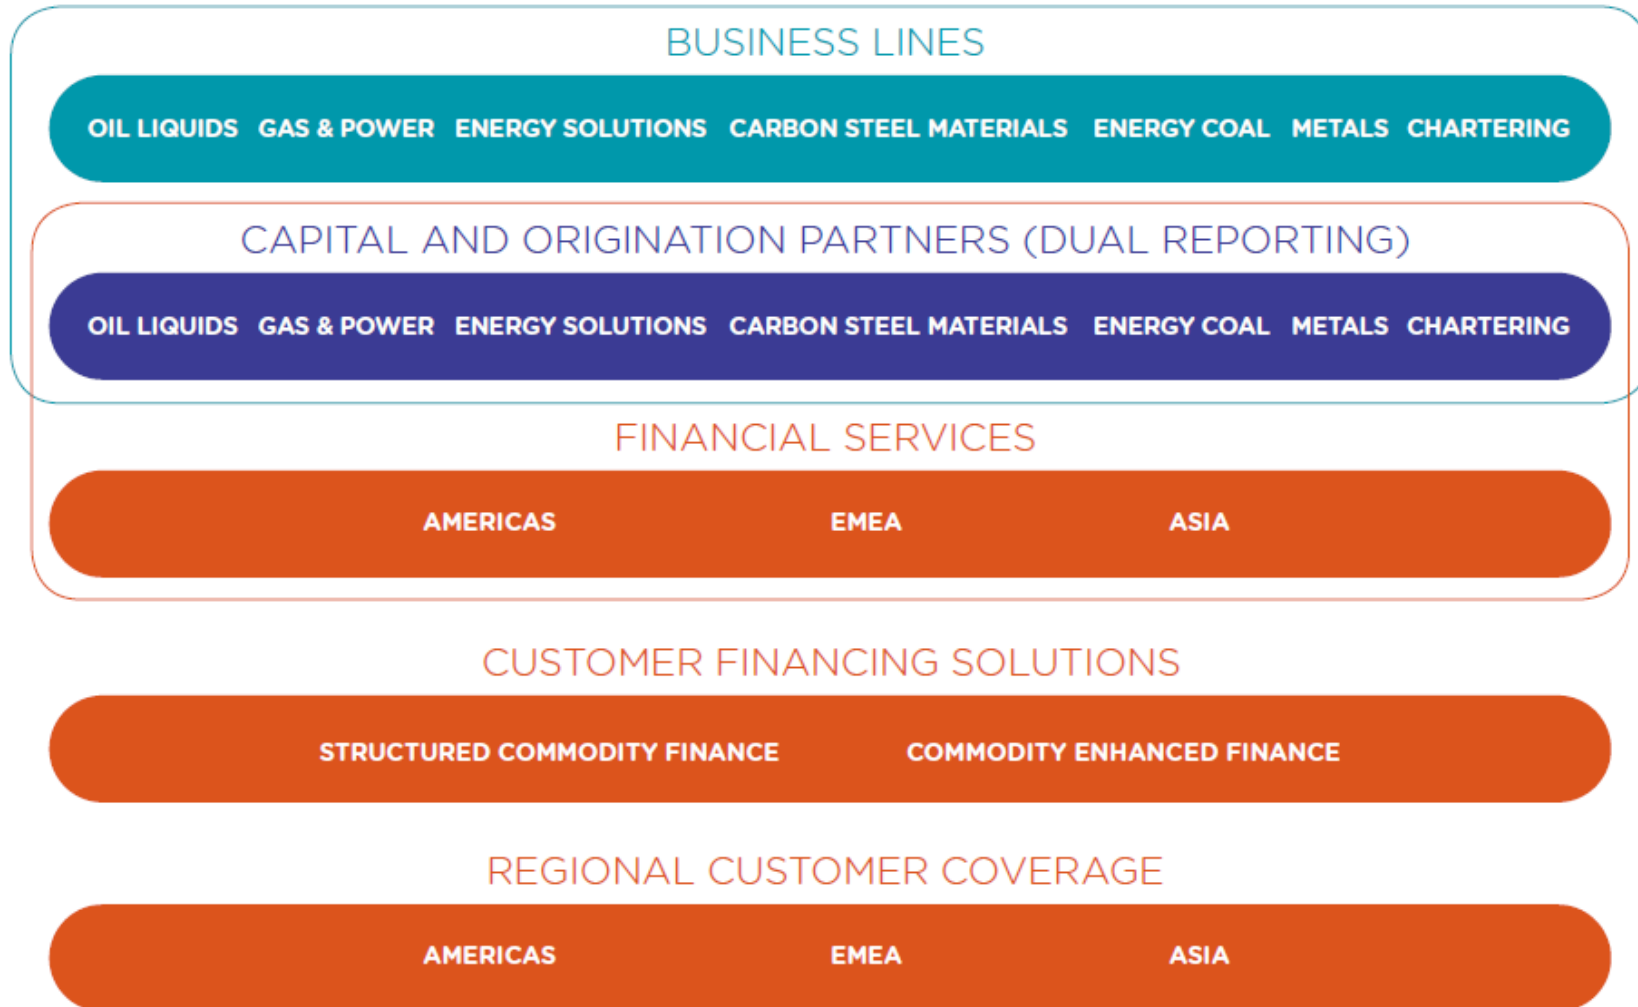 BUSINESS LINES
OIL LIQUIDS GAS & POWER ENERGY SOLUTIONS CARBON STEEL MATERIALS ENERGY COAL METALS CHARTERING
CAPITAL AND ORIGINATION PARTNERS (DUAL REPORTING)
OIL LIQUIDS GAS & POWER ENERGY SOLUTIONS CARBON STEEL MATERIALS ENERGY COAL METALS CHARTERING
FINANCIAL SERVICES
AMERICAS EMEA ASIA
CUSTOMER FINANCING SOLUTIONS
STRUCTURED COMMODITY FINANCE COMMODITY ENHANCED FINANCE
REGIONAL CUSTOMER COVERAGE
AMERICAS EMEA ASIA